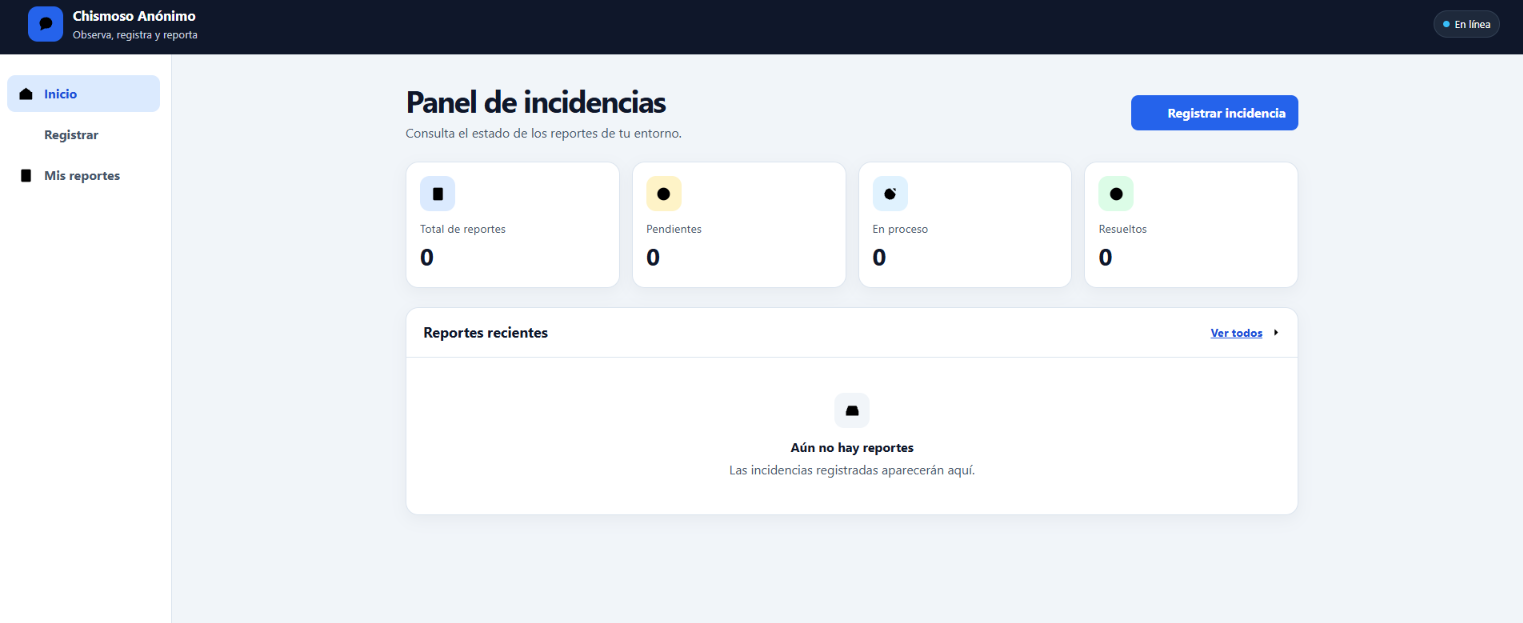 Chismoso Anónimo
Observa, registra y reporta
En línea
Inicio
Registrar
Mis reportes
Panel de incidencias
Consulta el estado de los reportes de tu entorno.
Registrar incidencia
Total de reportes
0
Pendientes
0
En proceso
0
Resueltos
0
Reportes recientes
Ver todos
Aún no hay reportes
Las incidencias registradas aparecerán aquí.